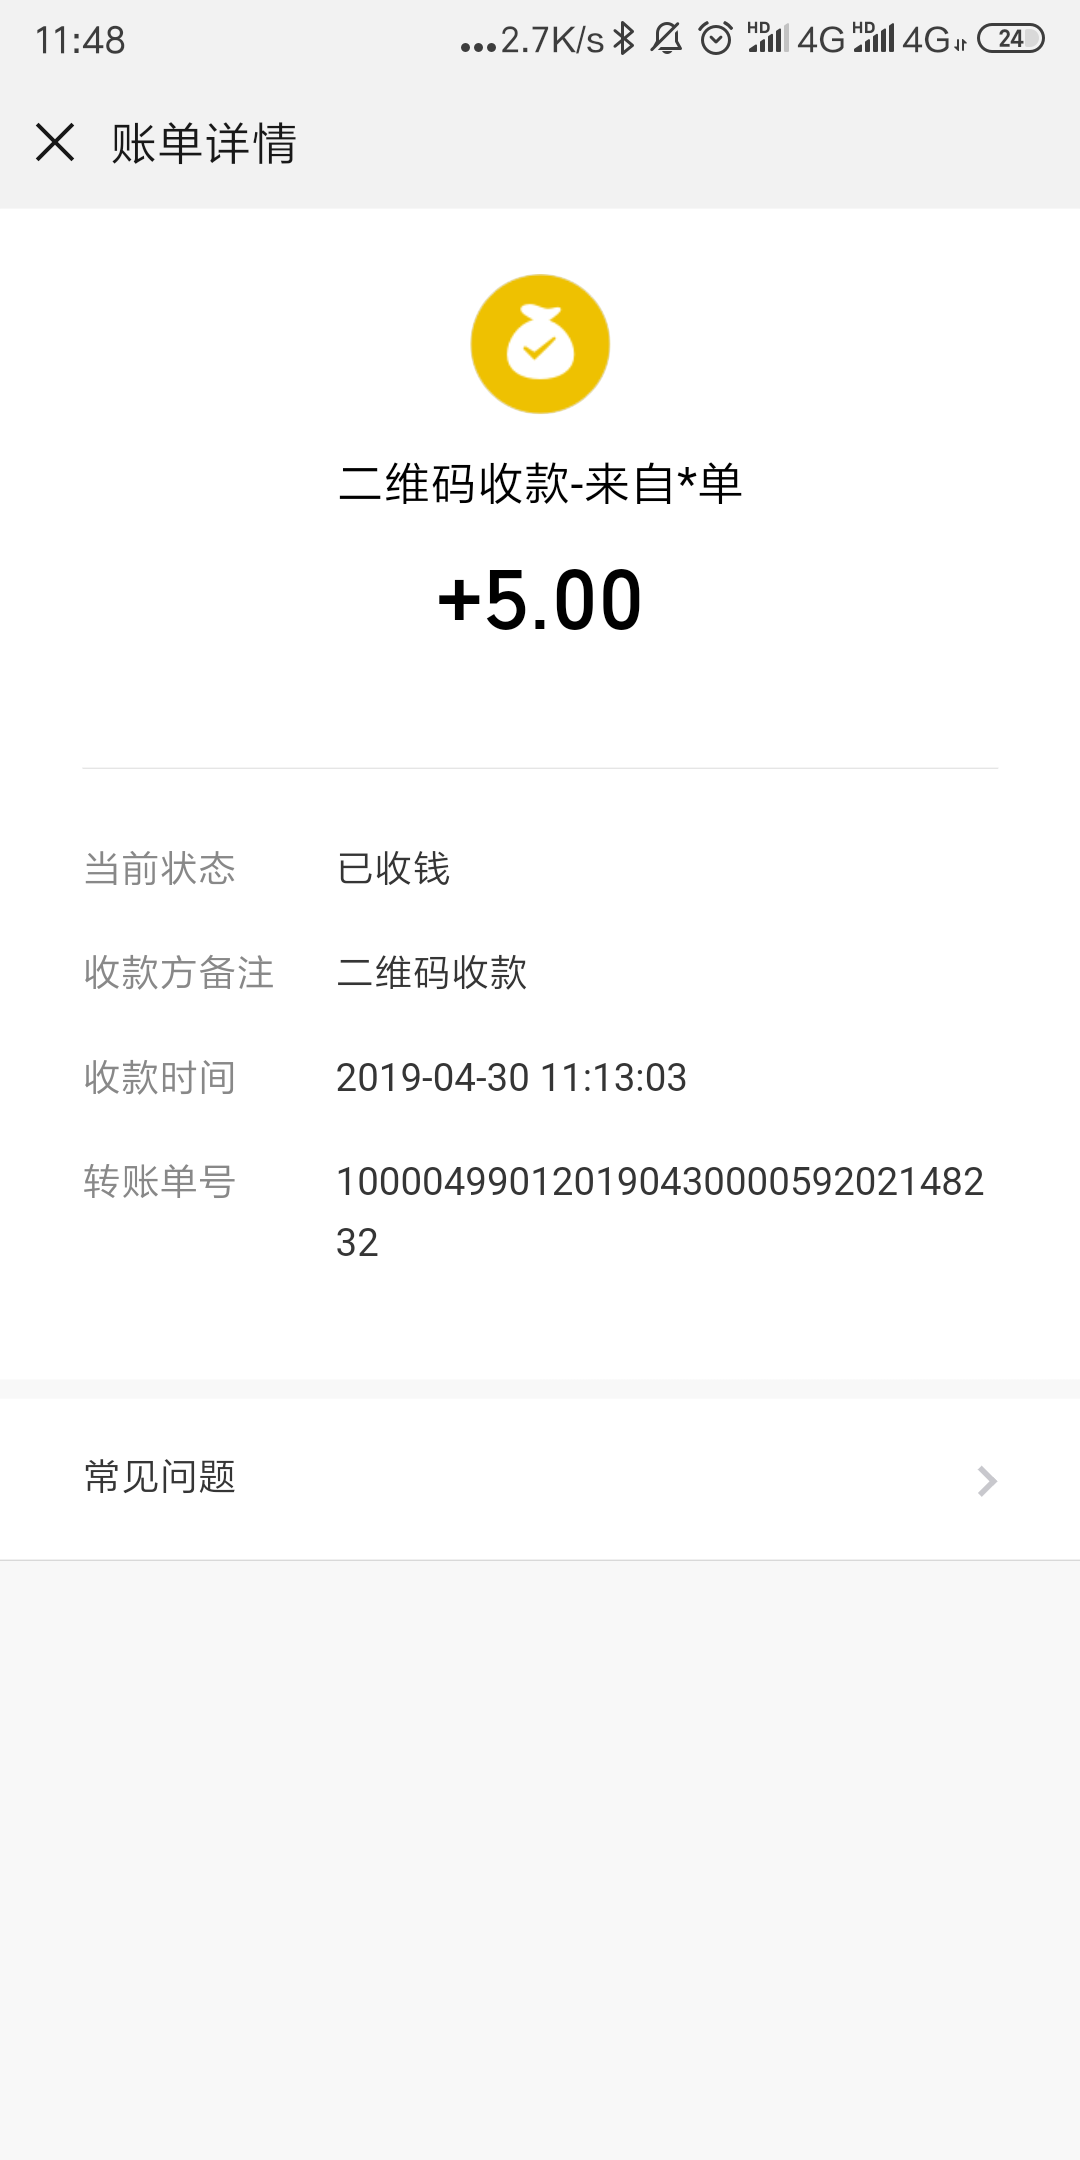 11:48 ...2.7K/s HD 4G HD 4G 24
账单详情
二维码收款-来自*单
+5.00
当前状态 已收钱
收款方备注 二维码收款
收款时间 2019-04-30 11:13:03
转账单号 100004990120190430000592021482
32
常见问题